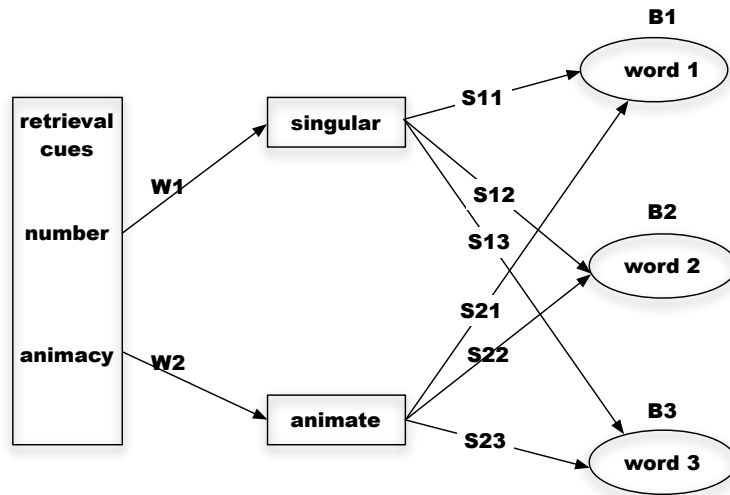 B1
word 1
retrieval
cues
singular
S11
W1
S12
B2
number
S13
word 2
S21
animacy
W2
S22
animate
B3
S23
word 3